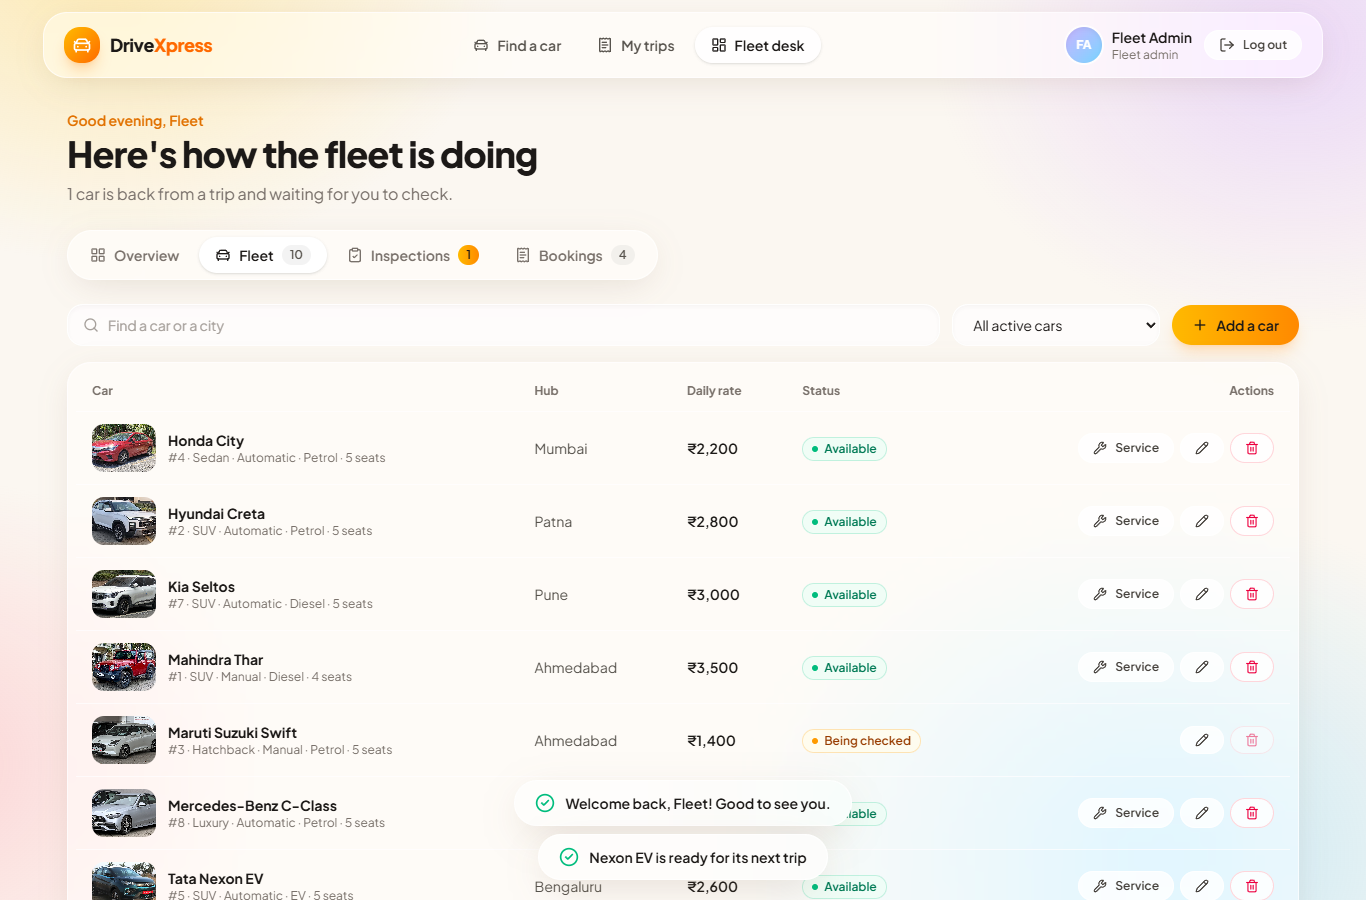 DriveXpress
Find a car
My trips
Fleet desk
FA
Fleet Admin
Fleet admin
Log out
Good evening, Fleet
Here's how the fleet is doing
1 car is back from a trip and waiting for you to check.
Overview
Fleet 10
Inspections 1
Bookings 4
Find a car or a city
All active cars
Add a car
Car Hub Daily rate Status Actions
Honda City
#4 · Sedan · Automatic · Petrol · 5 seats
Mumbai ₹2,200 Available Service
Hyundai Creta
#2 · SUV · Automatic · Petrol · 5 seats
Patna ₹2,800 Available Service
Kia Seltos
#7 · SUV · Automatic · Diesel · 5 seats
Pune ₹3,000 Available Service
Mahindra Thar
#1 · SUV · Manual · Diesel · 4 seats
Ahmedabad ₹3,500 Available Service
Maruti Suzuki Swift
#3 · Hatchback · Manual · Petrol · 5 seats
Ahmedabad ₹1,400 Being checked
Mercedes-Benz C-Class
#8 · Luxury · Automatic · Petrol · 5 seats
Service
Welcome back, Fleet! Good to see you.
Nexon EV is ready for its next trip
Tata Nexon EV
#5 · SUV · Automatic · EV · 5 seats
Bengaluru ₹2,600 Available Service